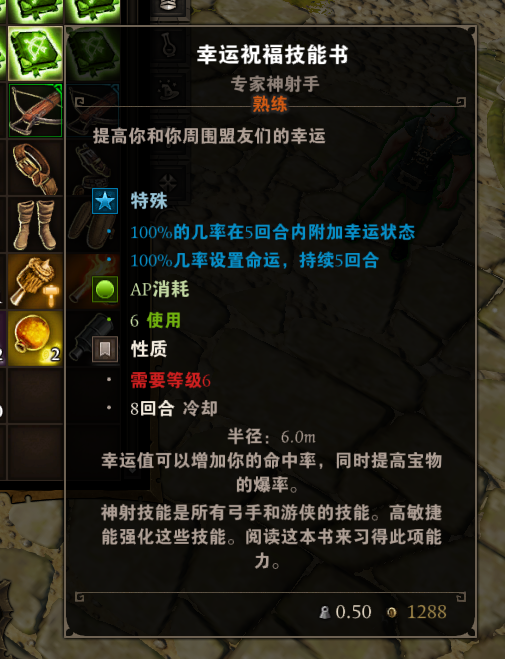 幸运祝福技能书
专家神射手
熟练
提高你和你周围盟友们的幸运
特殊
100%的几率在5回合内附加幸运状态
100%几率设置命运，持续5回合
AP消耗
6 使用
性质
需要等级6
8回合 冷却
半径：6.0m
幸运值可以增加你的命中率，同时提高宝物
的爆率。
神射技能是所有弓手和游侠的技能。高敏捷
能强化这些技能。阅读这本书来习得此项能
力。
2
0.50 1288